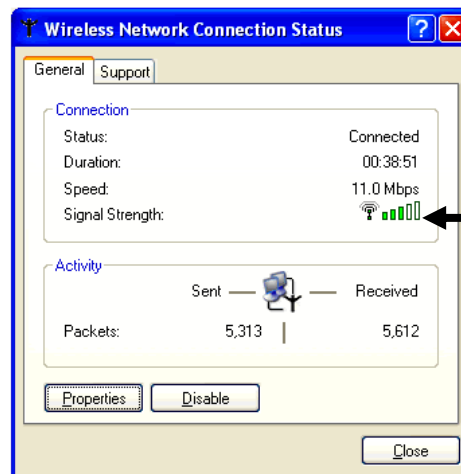 Wireless Network Connection Status
General Support
Connection
Status: Connected
Duration: 00:38:51
Speed: 11.0 Mbps
Signal Strength:
Activity
Sent Received
Packets: 5,313 5,612
Properties Disable
Close